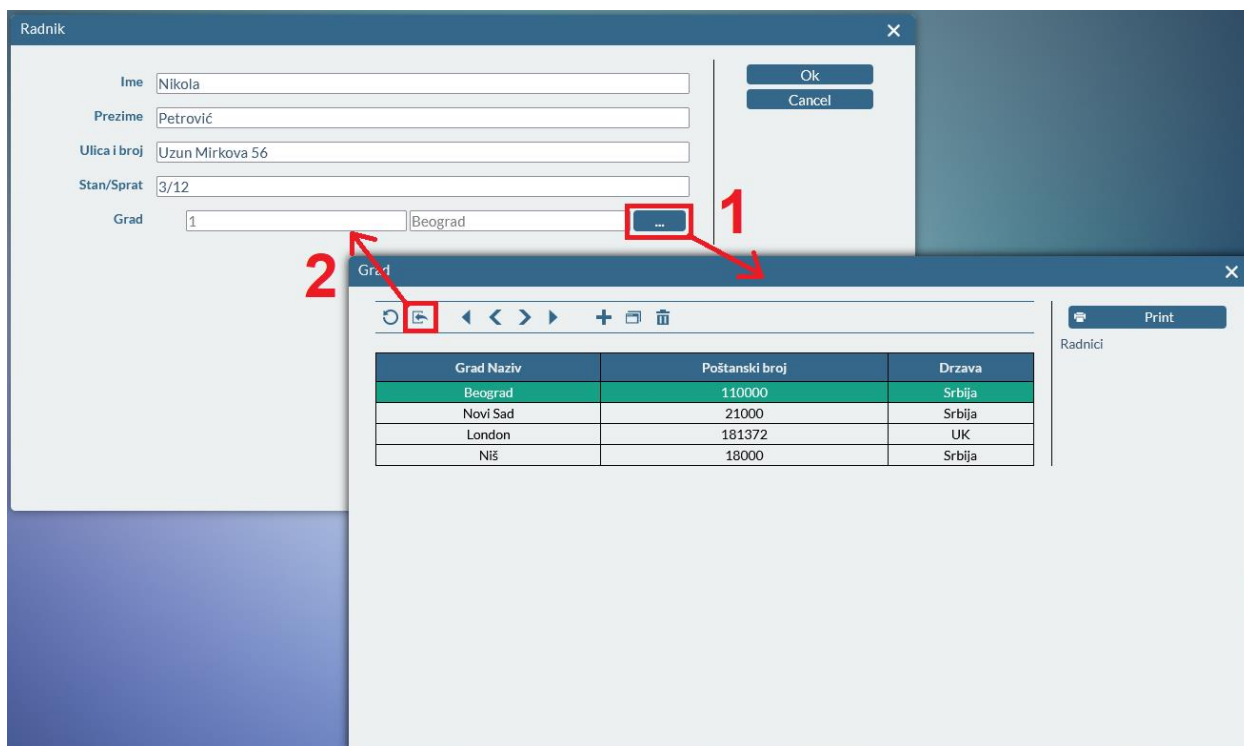 Radnik
Ime Nikola
Ok
Cancel
Prezime Petrović
Ulica i broj Uzun Mirkova 56
Stan/Sprat 3/12
Grad 1 Beograd ...
1
2
Grad
Print
Radnici
Grad Naziv Poštanski broj Drzava
Beograd 110000 Srbija
Novi Sad 21000 Srbija
London 181372 UK
Niš 18000 Srbija